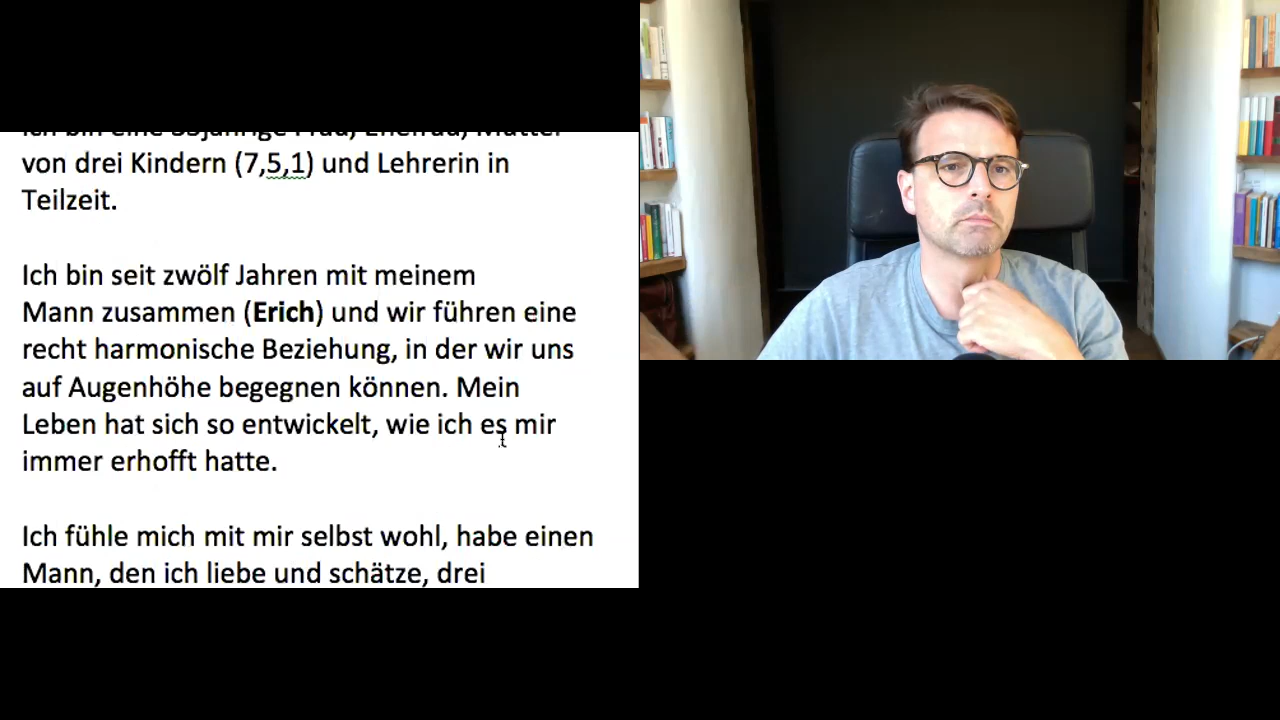 von drei Kindern (7,5,1) und Lehrerin in
Teilzeit.
Ich bin seit zwölf Jahren mit meinem
Mann zusammen (Erich) und wir führen eine
recht harmonische Beziehung, in der wir uns
auf Augenhöhe begegnen können. Mein
Leben hat sich so entwickelt, wie ich es mir
immer erhofft hatte.
Ich fühle mich mit mir selbst wohl, habe einen
Mann, den ich liebe und schätze, drei